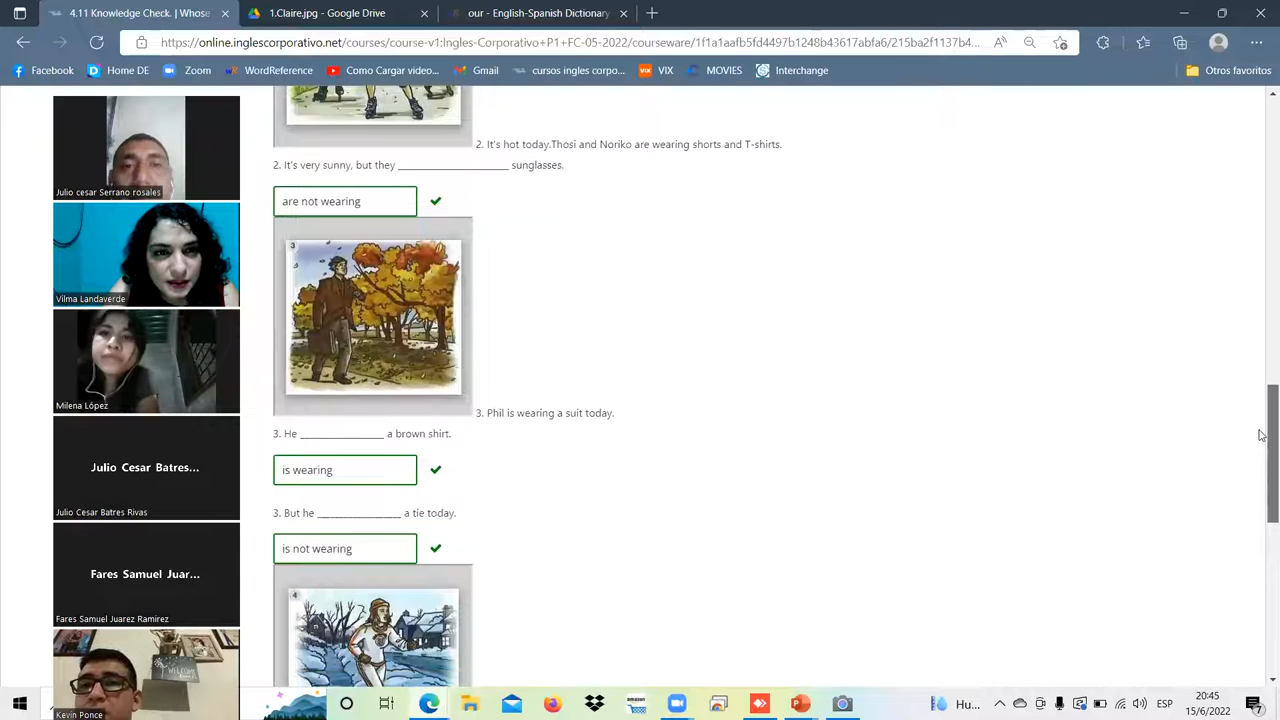 4.11 Knowing Whose...
1.Claire.jpg - Google Drive
our - English-Spanish Dictionary
https://online.inglescorporativo.net/courses/course-v1:Ingles-Corporativo+P1+FC-05-2022/courseware/1f1a1aafb5fd4497b1248b43617abfa6/215ba2f1137b4...
Facebook
Home DE
Zoom
WordReference
Como Cargar video...
Gmail
cursos ingles corpo...
VIX
MOVIES
Interchange
Otros favoritos
Julio cesar Serrano rosales
Vilma Landaverde
Milena López
Julio Cesar Batres...
Julio Cesar Batres Rivas
Fares Samuel Juar...
Fares Samuel Juarez Ramirez
WELCOME
Kevin Ponce
2. It's hot today.Thosi and Noriko are wearing shorts and T-shirts.
2. It's very sunny, but they ____________________ sunglasses.
are not wearing
3
3. Phil is wearing a suit today.
3. He _______________ a brown shirt.
is wearing
3. But he _______________ a tie today.
is not wearing
4
amazon
Hu...
ESP
20:45
15/6/2022
7